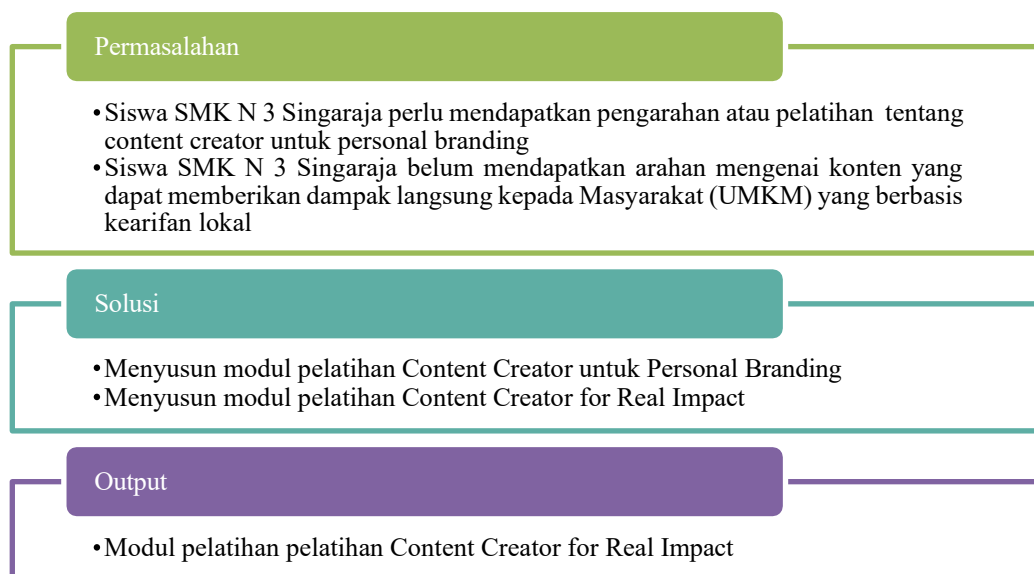 Permasalahan
•Siswa SMK N 3 Singaraja perlu mendapatkan pengarahan atau pelatihan tentang
content creator untuk personal branding
•Siswa SMK N 3 Singaraja belum mendapatkan arahan mengenai konten yang
dapat memberikan dampak langsung kepada Masyarakat (UMKM) yang berbasis
kearifan lokal
Solusi
•Menyusun modul pelatihan Content Creator untuk Personal Branding
•Menyusun modul pelatihan Content Creator for Real Impact
Output
•Modul pelatihan pelatihan Content Creator for Real Impact